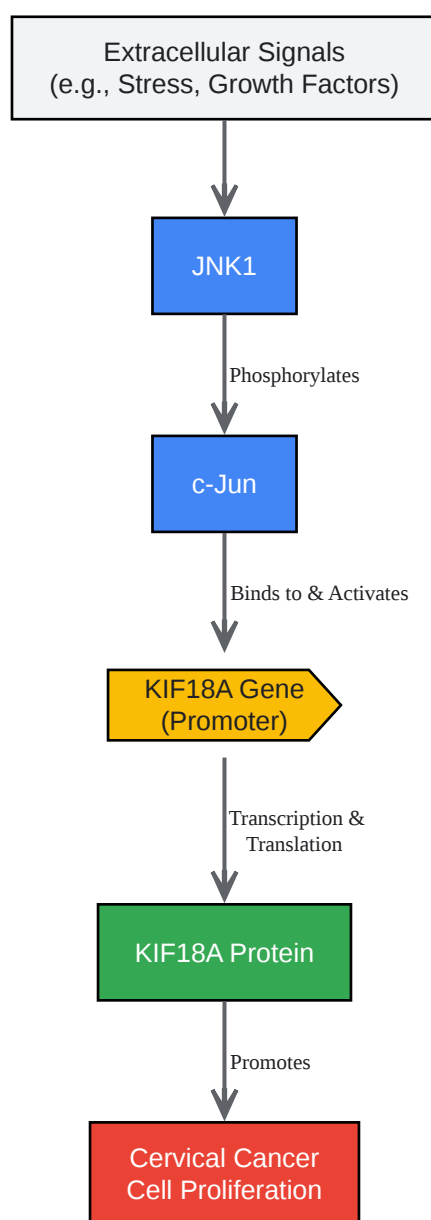 Extracellular Signals
(e.g., Stress, Growth Factors)
JNK1
Phosphorylates
c-Jun
Binds to & Activates
KIF18A Gene
(Promoter)
Transcription &
Translation
KIF18A Protein
Promotes
Cervical Cancer
Cell Proliferation